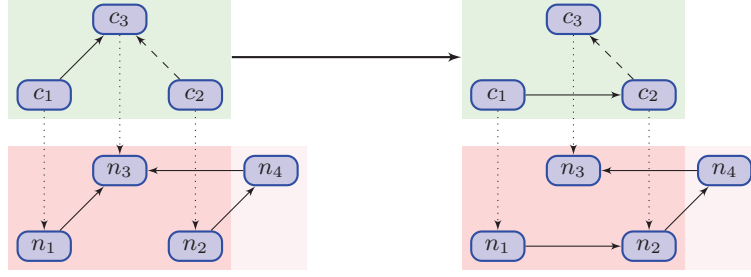 c₃ c₃
c₁ c₂ c₁ c₂
n₃ n₄ n₃ n₄
n₁ n₂ n₁ n₂